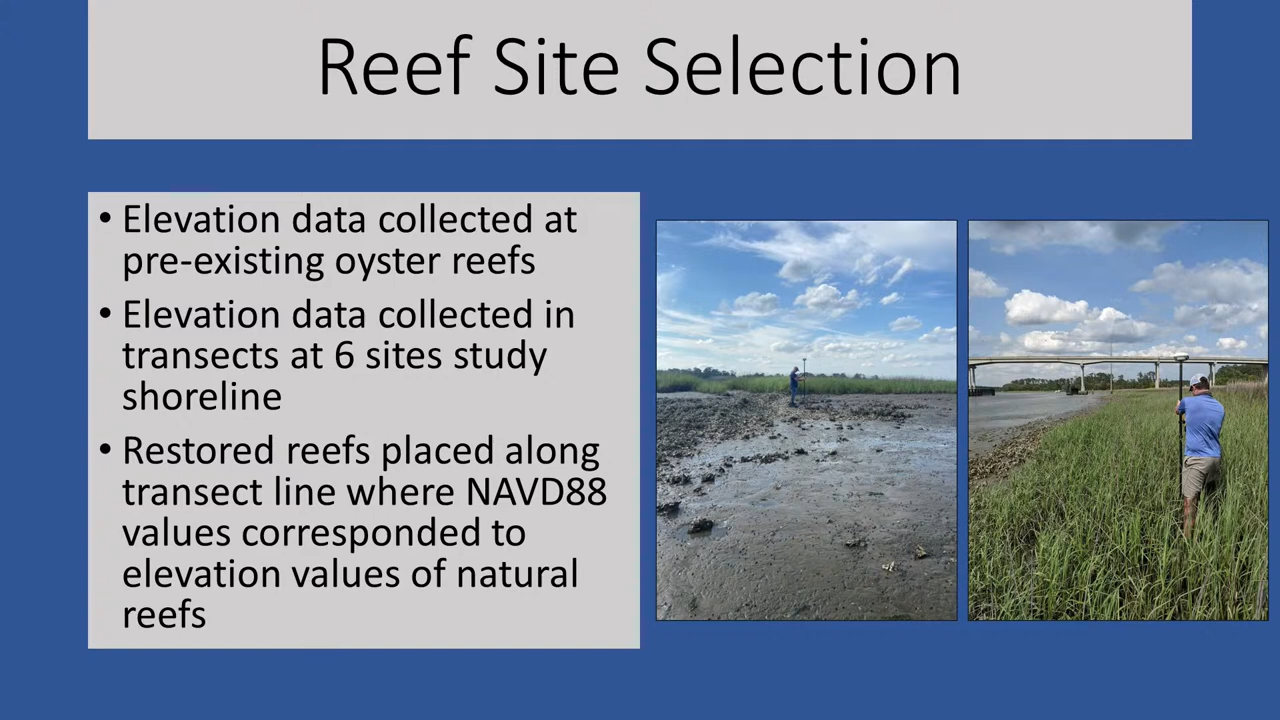 Reef Site Selection
• Elevation data collected at
pre-existing oyster reefs
• Elevation data collected in
transects at 6 sites study
shoreline
• Restored reefs placed along
transect line where NAVD88
values corresponded to
elevation values of natural
reefs